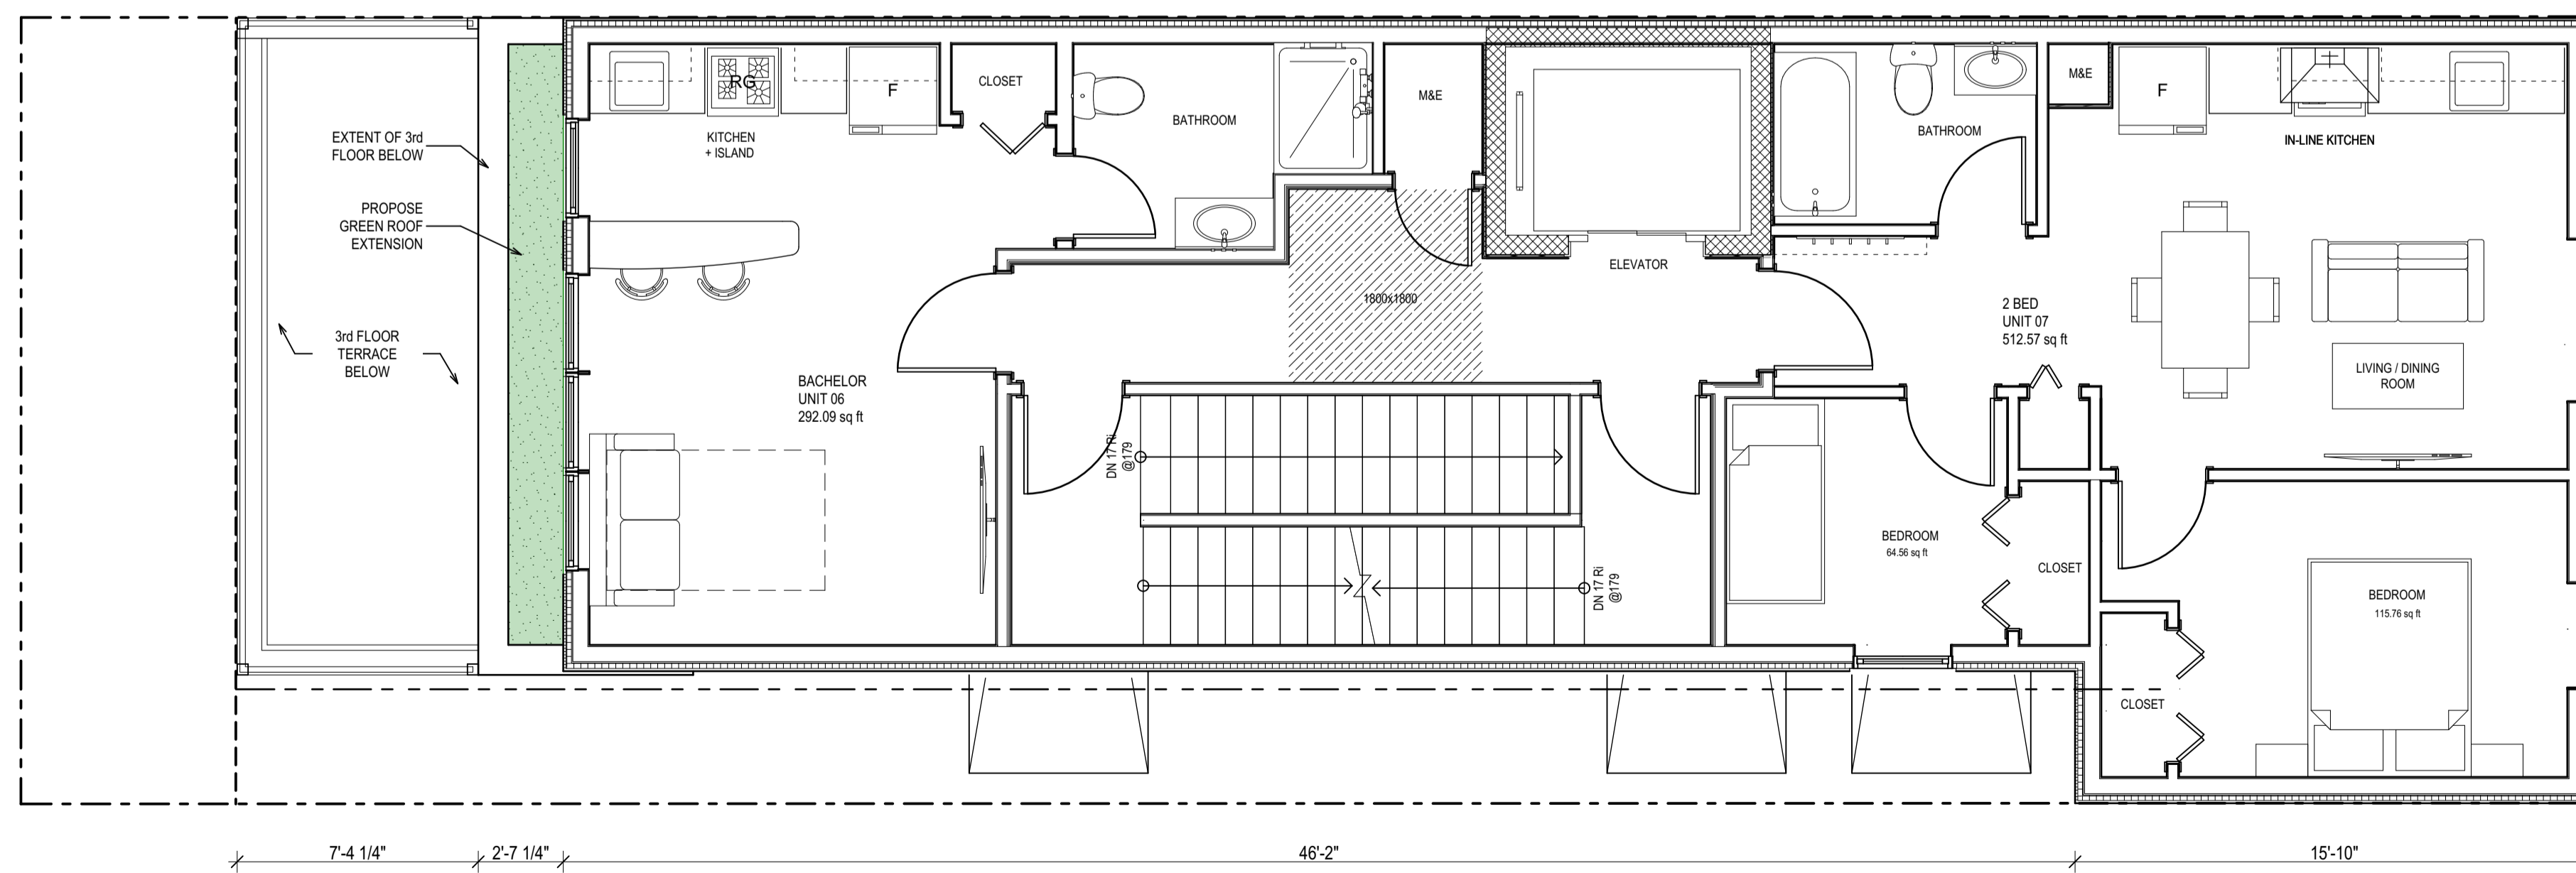 EXTENT OF 3rd
FLOOR BELOW
PROPOSE
GREEN ROOF
EXTENSION
3rd FLOOR
TERRACE
BELOW
RG
F
KITCHEN
+ ISLAND
CLOSET
BATHROOM
M&E
BACHELOR
UNIT 06
292.09 sq ft
1800x1800
ELEVATOR
DN 17 Ri
@179
DN 17 Ri
@179
BATHROOM
M&E
F
IN-LINE KITCHEN
2 BED
UNIT 07
512.57 sq ft
LIVING / DINING
ROOM
BEDROOM
64.56 sq ft
CLOSET
BEDROOM
115.76 sq ft
CLOSET
7'-4 1/4"
2'-7 1/4"
46'-2"
15'-10"